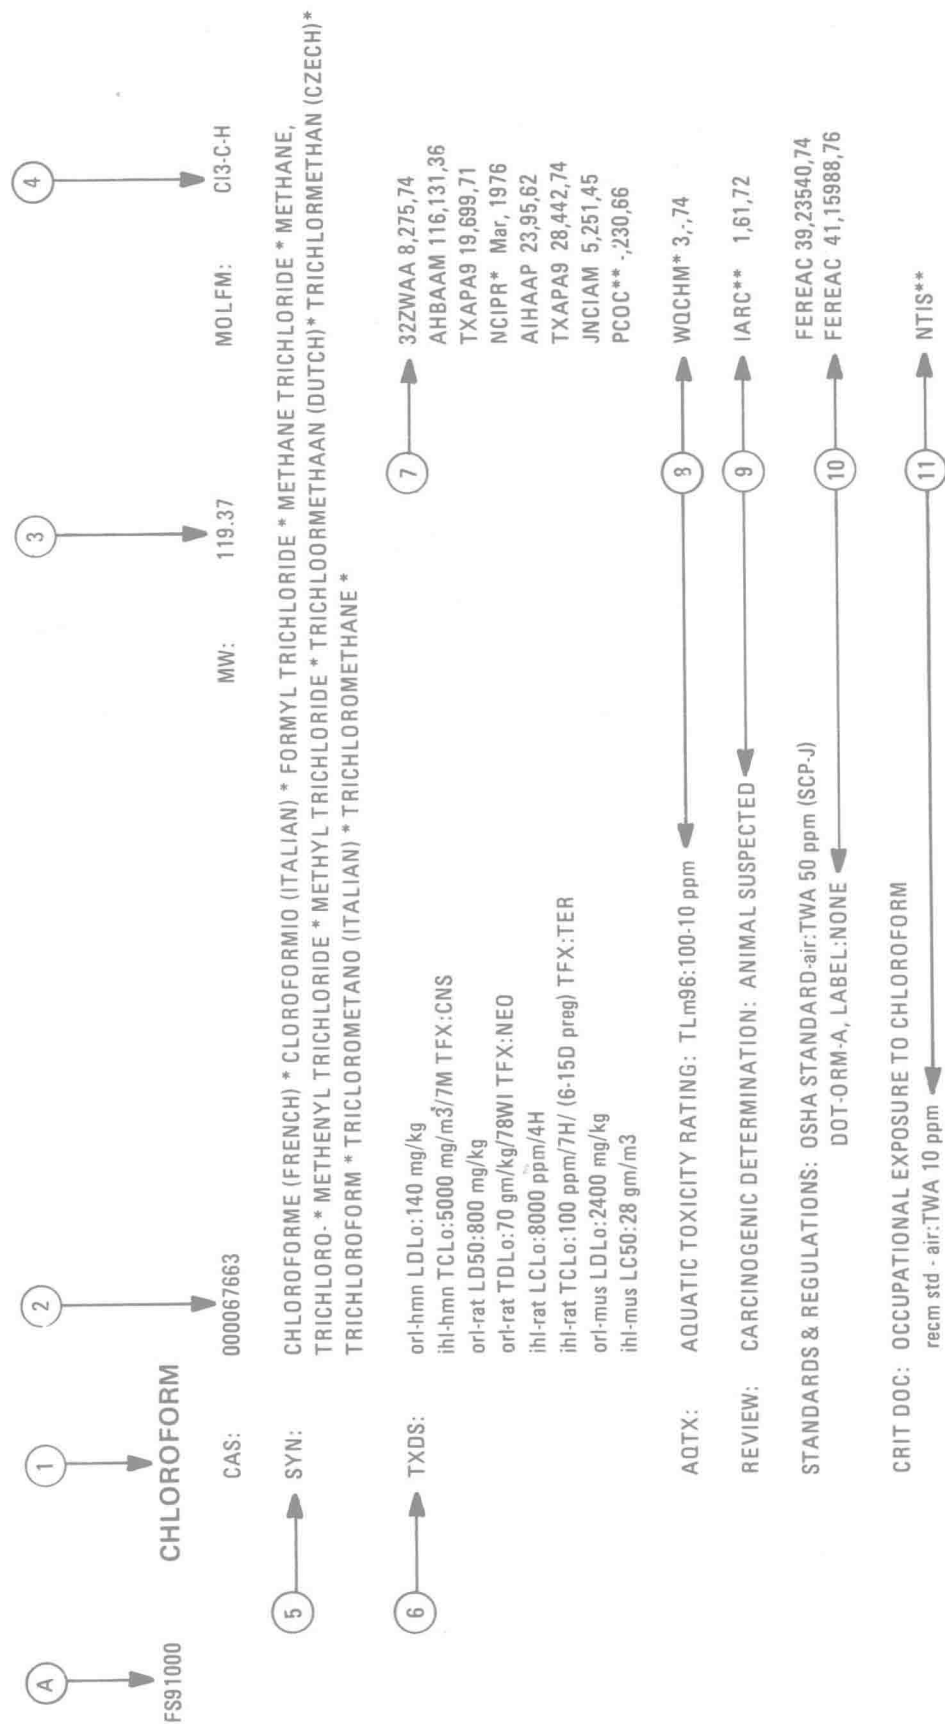 A 1 2 3 4
FS91000 CHLOROFORM
CAS: 000067663 MW: 119.37 MOLFM: Cl3-C-H
5 SYN: CHLOROFORME (FRENCH) * CLOROFORMIO (ITALIAN) * FORMYL TRICHLORIDE * METHANE TRICHLORIDE * METHANE,
TRICHLORO- * METHENYL TRICHLORIDE * METHYL TRICHLORIDE * TRICHLOORMETHAAN (DUTCH)* TRICHLORMETHAN (CZECH)*
TRICHLOROFORM * TRICLOROMETANO (ITALIAN) * TRICHLOROMETHANE *
6 TXDS: orl-hmn LDLo:140 mg/kg 7 32ZWAA 8,275,74
ihl-hmn TCLo:5000 mg/m3/7M TFX:CNS AHBAAM 116,131,36
orl-rat LD50:800 mg/kg TXAPA9 19,699,71
orl-rat TDLo:70 gm/kg/78WI TFX:NEO NCIPR* Mar, 1976
ihl-rat LCLo:8000 ppm/4H AIHAAP 23,95,62
ihl-rat TCLo:100 ppm/7H/ (6-15D preg) TFX:TER TXAPA9 28,442,74
orl-mus LDLo:2400 mg/kg JNCIAM 5,251,45
ihl-mus LC50:28 gm/m3 PCOC** -,230,66
AQTX: AQUATIC TOXICITY RATING: TLm96:100-10 ppm 8 WQCHM* 3,-,74
REVIEW: CARCINOGENIC DETERMINATION: ANIMAL SUSPECTED 9 IARC** 1,61,72
STANDARDS & REGULATIONS: OSHA STANDARD-air:TWA 50 ppm (SCP-J) FEREAC 39,23540,74
DOT-ORM-A, LABEL:NONE 10 FEREAC 41,15988,76
CRIT DOC: OCCUPATIONAL EXPOSURE TO CHLOROFORM
recm std - air:TWA 10 ppm 11 NTIS**